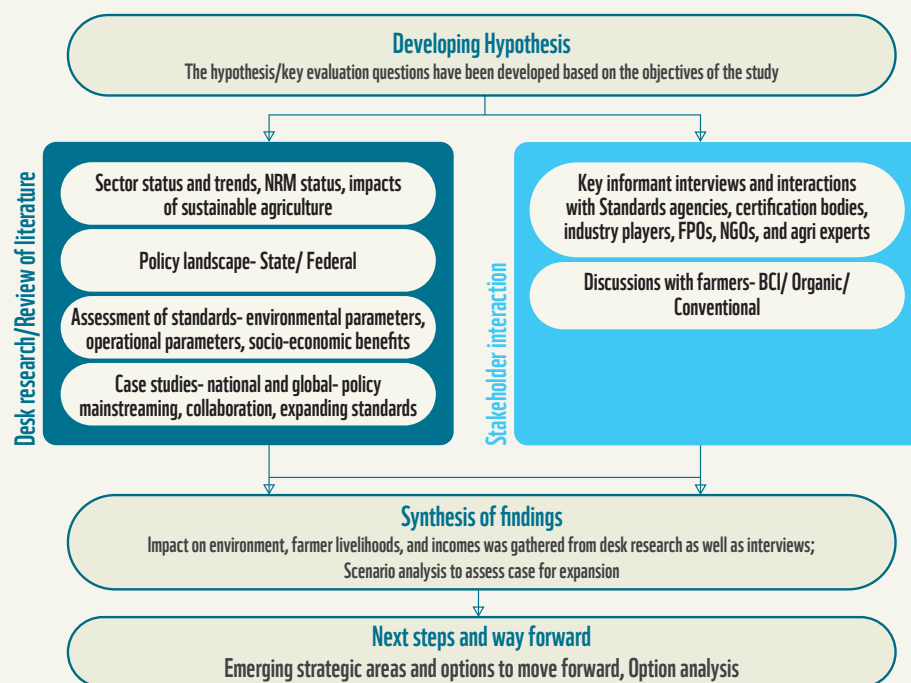 Developing Hypothesis
The hypothesis/key evaluation questions have been developed based on the objectives of the study
Desk research/Review of literature
Sector status and trends, NRM status, impacts
of sustainable agriculture
Policy landscape- State/ Federal
Assessment of standards- environmental parameters,
operational parameters, socio-economic benefits
Case studies- national and global- policy
mainstreaming, collaboration, expanding standards
Stakeholder interaction
Key informant interviews and interactions
with Standards agencies, certification bodies,
industry players, FPOs, NGOs, and agri experts
Discussions with farmers- BCI/ Organic/
Conventional
Synthesis of findings
Impact on environment, farmer livelihoods, and incomes was gathered from desk research as well as interviews;
Scenario analysis to assess case for expansion
Next steps and way forward
Emerging strategic areas and options to move forward, Option analysis